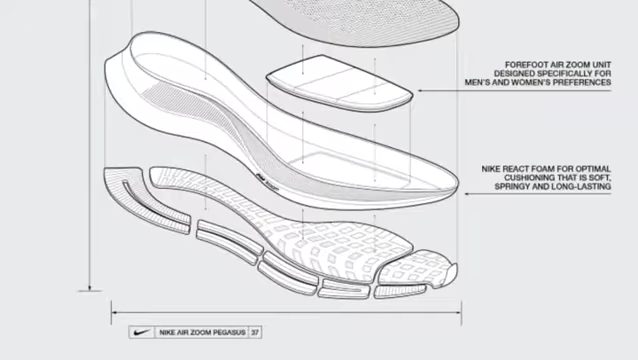 FOREFOOT AIR ZOOM UNIT
DESIGNED SPECIFICALLY FOR
MEN'S AND WOMEN'S PREFERENCES
NIKE REACT FOAM FOR OPTIMAL
CUSHIONING THAT IS SOFT,
SPRINGY AND LONG-LASTING
NIKE AIR ZOOM PEGASUS 37